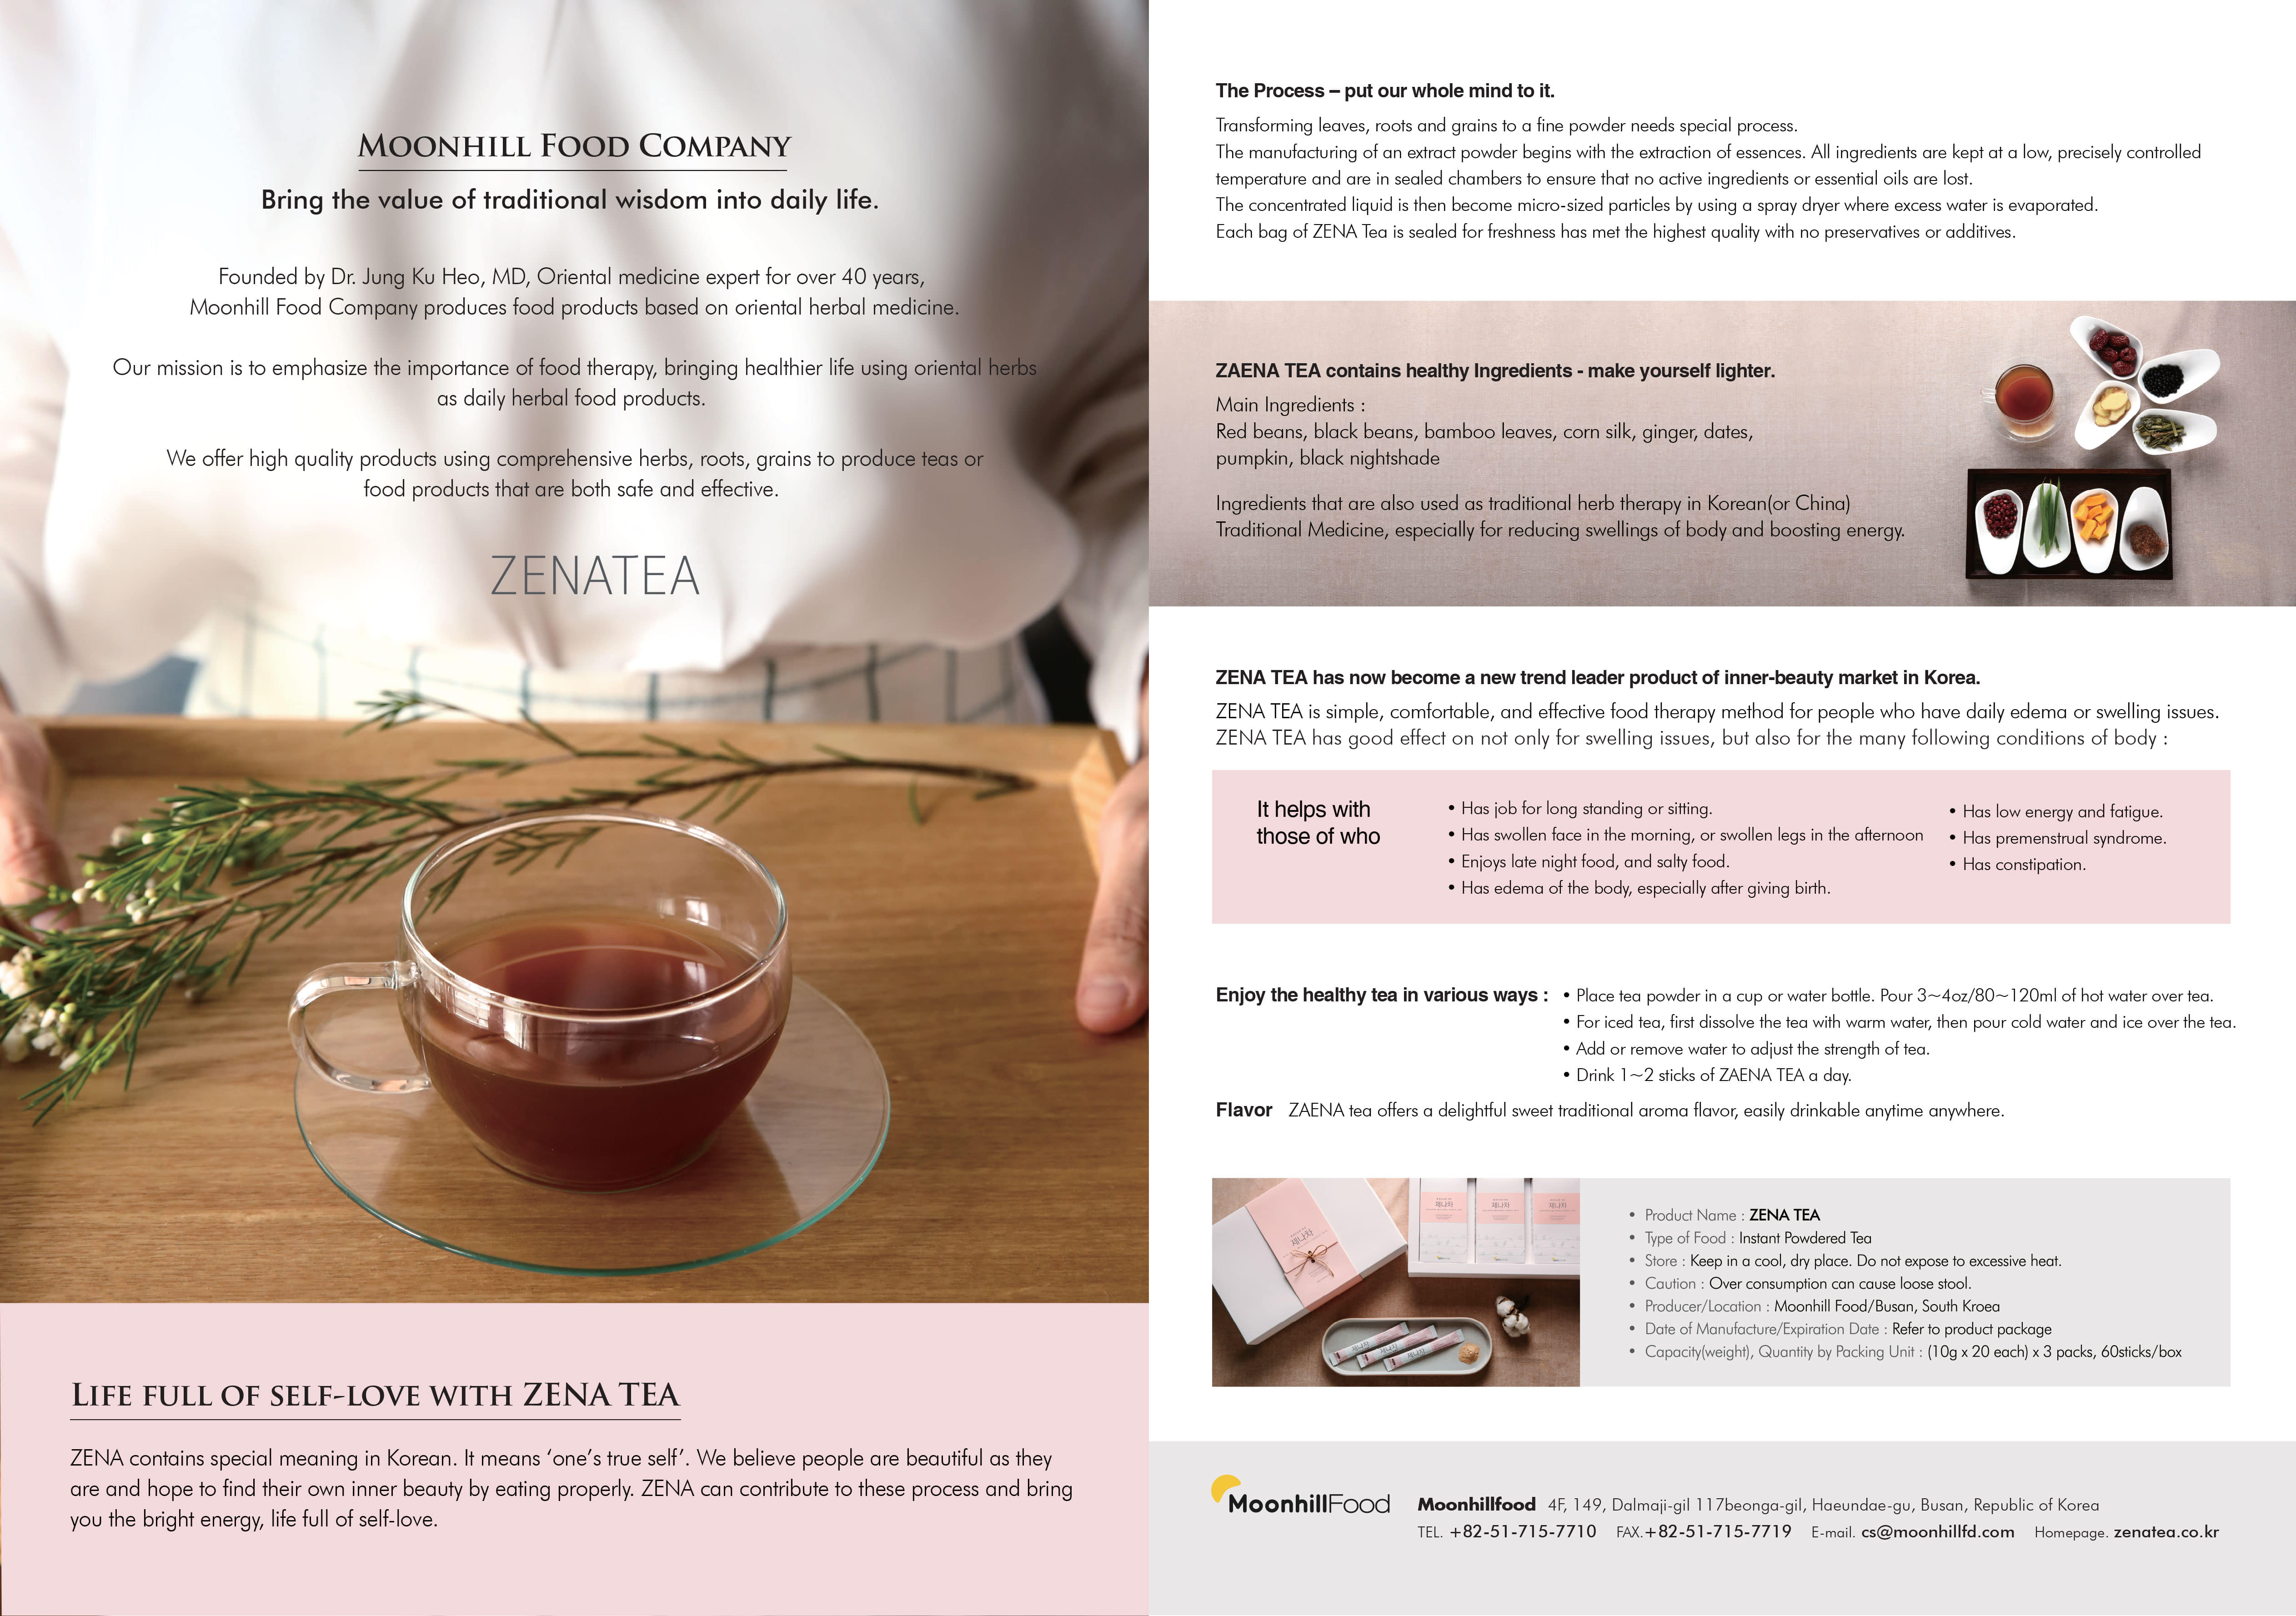 MOONHILL FOOD COMPANY
Bring the value of traditional wisdom into daily life.
Founded by Dr. Jung Ku Heo, MD, Oriental medicine expert for over 40 years,
Moonhill Food Company produces food products based on oriental herbal medicine.
Our mission is to emphasize the importance of food therapy, bringing healthier life using oriental herbs
as daily herbal food products.
We offer high quality products using comprehensive herbs, roots, grains to produce teas or
food products that are both safe and effective.
ZENATEA
LIFE FULL OF SELF-LOVE WITH ZENA TEA
ZENA contains special meaning in Korean. It means ‘one’s true self’. We believe people are beautiful as they
are and hope to find their own inner beauty by eating properly. ZENA can contribute to these process and bring
you the bright energy, life full of self-love.
The Process – put our whole mind to it.
Transforming leaves, roots and grains to a fine powder needs special process.
The manufacturing of an extract powder begins with the extraction of essences. All ingredients are kept at a low, precisely controlled
temperature and are in sealed chambers to ensure that no active ingredients or essential oils are lost.
The concentrated liquid is then become micro-sized particles by using a spray dryer where excess water is evaporated.
Each bag of ZENA Tea is sealed for freshness has met the highest quality with no preservatives or additives.
ZAENA TEA contains healthy Ingredients - make yourself lighter.
Main Ingredients :
Red beans, black beans, bamboo leaves, corn silk, ginger, dates,
pumpkin, black nightshade
Ingredients that are also used as traditional herb therapy in Korean(or China)
Traditional Medicine, especially for reducing swellings of body and boosting energy.
ZENA TEA has now become a new trend leader product of inner-beauty market in Korea.
ZENA TEA is simple, comfortable, and effective food therapy method for people who have daily edema or swelling issues.
ZENA TEA has good effect on not only for swelling issues, but also for the many following conditions of body :
It helps with
those of who
• Has job for long standing or sitting.
• Has swollen face in the morning, or swollen legs in the afternoon
• Enjoys late night food, and salty food.
• Has edema of the body, especially after giving birth.
• Has low energy and fatigue.
• Has premenstrual syndrome.
• Has constipation.
Enjoy the healthy tea in various ways :
• Place tea powder in a cup or water bottle. Pour 3~4oz/80~120ml of hot water over tea.
• For iced tea, first dissolve the tea with warm water, then pour cold water and ice over the tea.
• Add or remove water to adjust the strength of tea.
• Drink 1~2 sticks of ZAENA TEA a day.
Flavor ZAENA tea offers a delightful sweet traditional aroma flavor, easily drinkable anytime anywhere.
제나차
제나차
제나차
제나차
제나차
제나차
제나차
• Product Name : ZENA TEA
• Type of Food : Instant Powdered Tea
• Store : Keep in a cool, dry place. Do not expose to excessive heat.
• Caution : Over consumption can cause loose stool.
• Producer/Location : Moonhill Food/Busan, South Kroea
• Date of Manufacture/Expiration Date : Refer to product package
• Capacity(weight), Quantity by Packing Unit : (10g x 20 each) x 3 packs, 60sticks/box
MoonhillFood
Moonhillfood 4F, 149, Dalmaji-gil 117beonga-gil, Haeundae-gu, Busan, Republic of Korea
TEL. +82-51-715-7710 FAX.+82-51-715-7719 E-mail. cs@moonhillfd.com Homepage. zenatea.co.kr